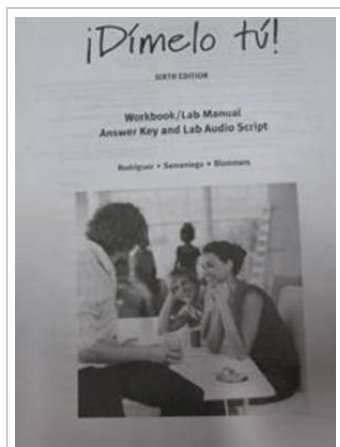 ¡Dímelo tú!
SIXTH EDITION
Workbook/Lab Manual
Answer Key and Lab Audio Script
Rodríguez • Samaniego • Blommers